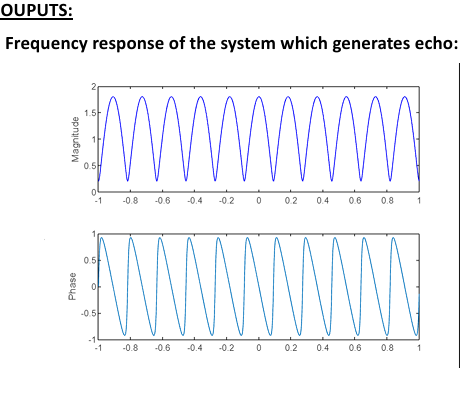 OUPUTS:
Frequency response of the system which generates echo:
2
1.5
1
0.5
0
Magnitude
-1 -0.8 -0.6 -0.4 -0.2 0 0.2 0.4 0.6 0.8 1
1
0.5
0
-0.5
-1
Phase
-1 -0.8 -0.6 -0.4 -0.2 0 0.2 0.4 0.6 0.8 1